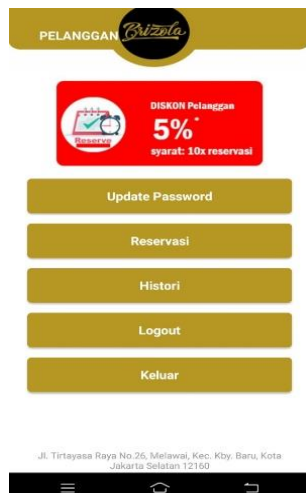 PELANGGAN
Brizola
DISKON Pelanggan
5%*
syarat: 10x reservasi
Reserve
Update Password
Reservasi
Histori
Logout
Keluar
Jl. Tirtayasa Raya No.26, Melawai, Kec. Kby. Baru, Kota
Jakarta Selatan 12160